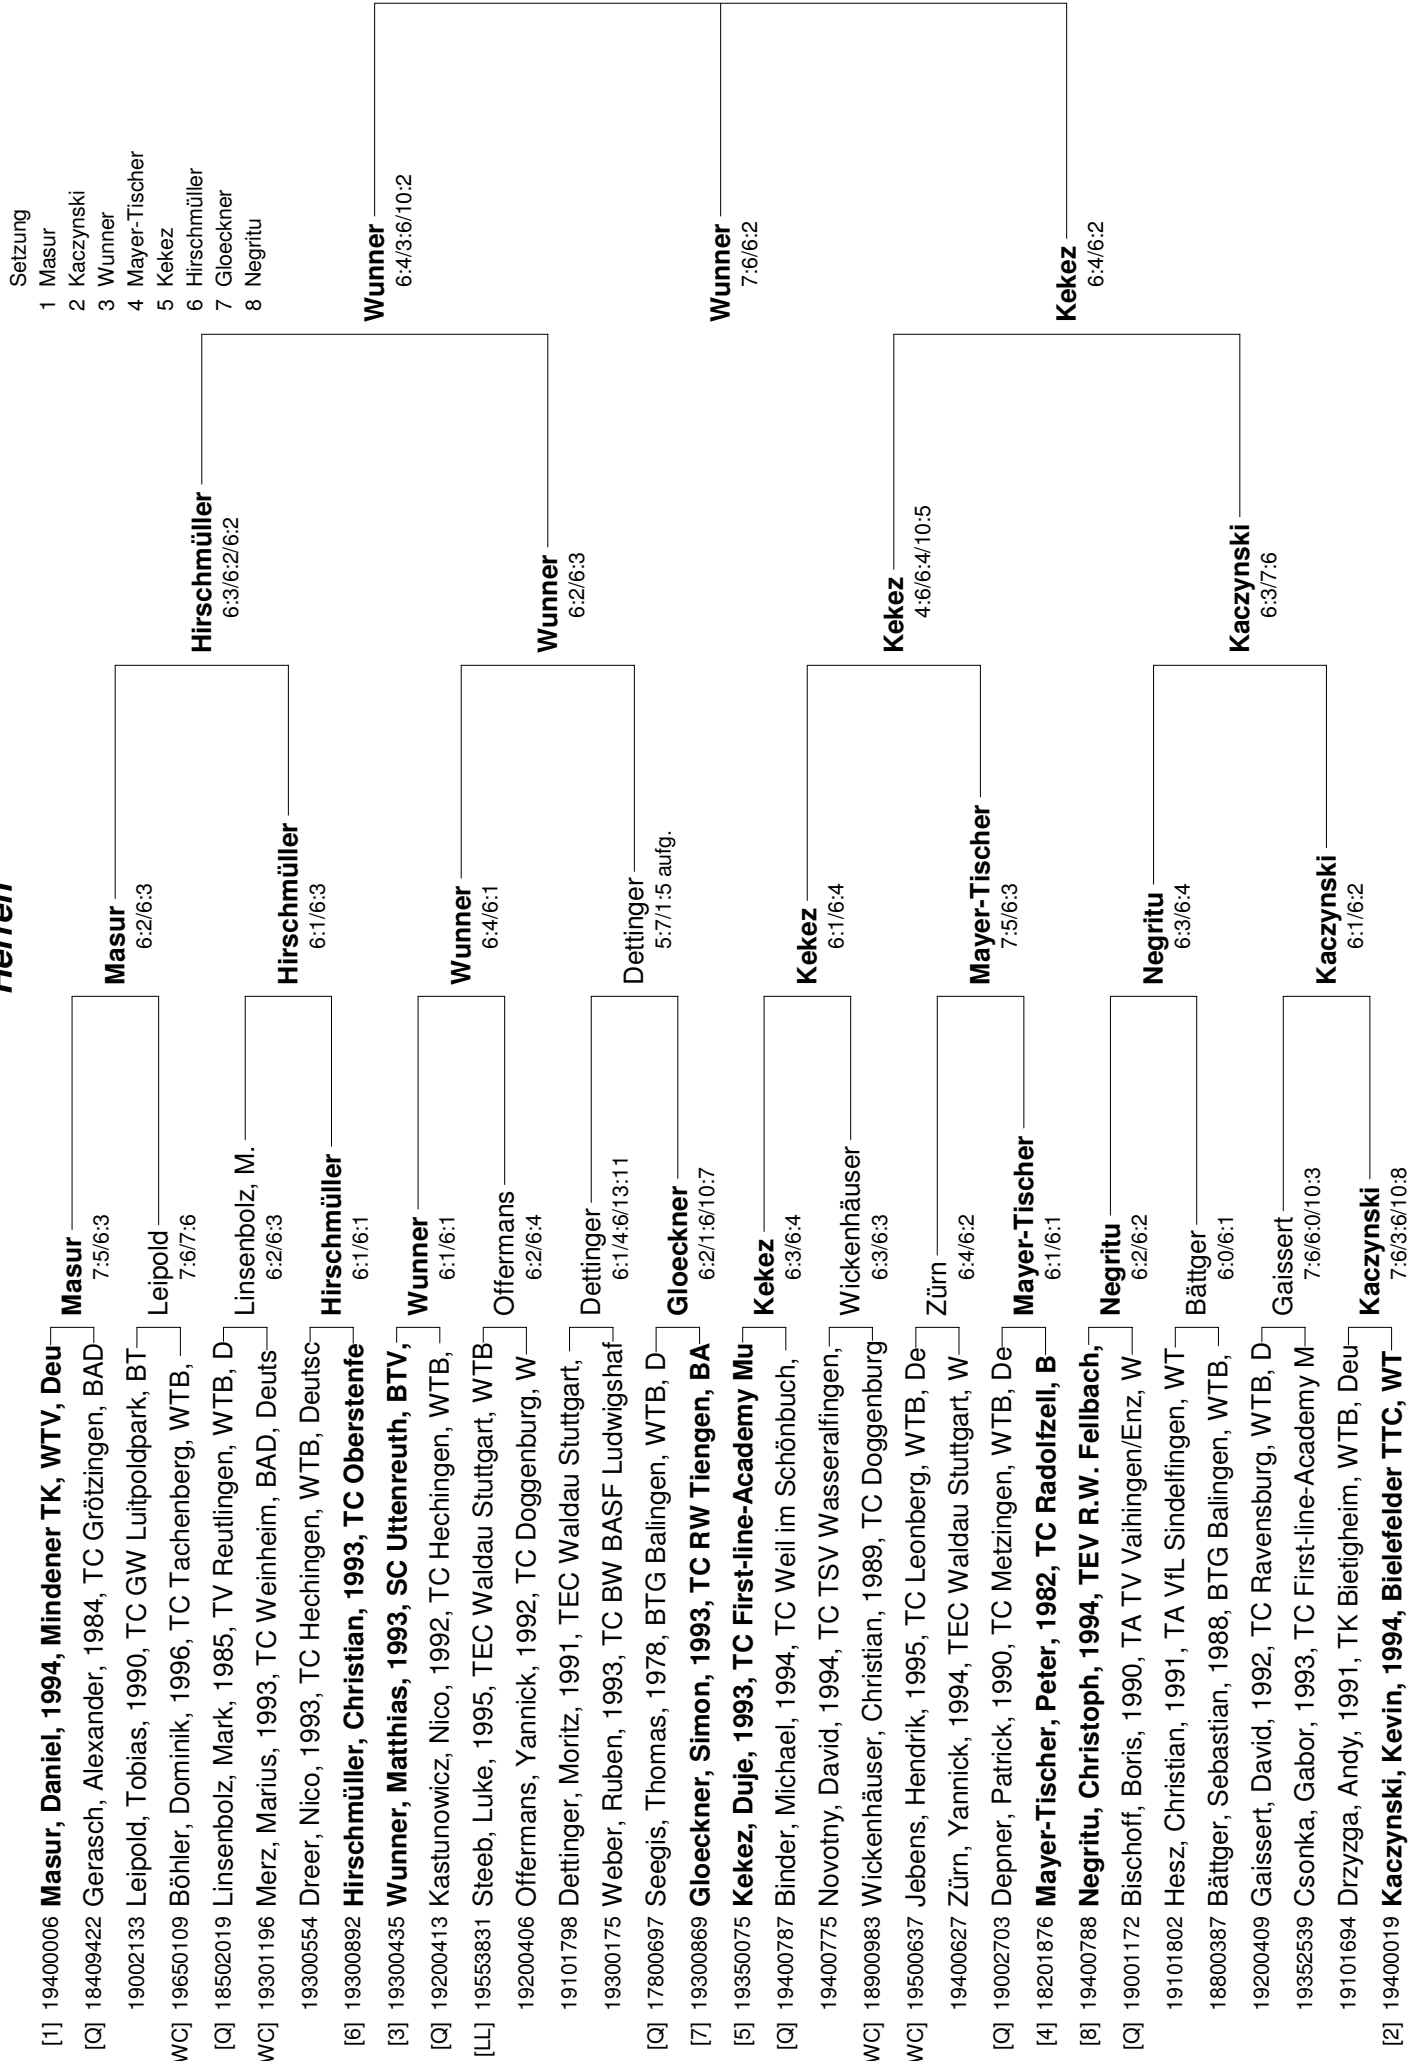 Herren
Setzung
1 Masur
2 Kaczynski
3 Wunner
4 Mayer-Tischer
5 Kekez
6 Hirschmüller
7 Gloeckner
8 Negritu
[1] 19400006 Masur, Daniel, 1994, Mindener TK, WTV, Deu
[Q] 18409422 Gerasch, Alexander, 1984, TC Grötzingen, BAD
19002133 Leipold, Tobias, 1990, TC GW Luitpoldpark, BT
WC] 19650109 Böhler, Dominik, 1996, TC Tachenberg, WTB,
[Q] 18502019 Linsenbolz, Mark, 1985, TV Reutlingen, WTB, D
WC] 19301196 Merz, Marius, 1993, TC Weinheim, BAD, Deuts
19300554 Dreer, Nico, 1993, TC Hechingen, WTB, Deutsc
[6] 19300892 Hirschmüller, Christian, 1993, TC Oberstenfe
[3] 19300435 Wunner, Matthias, 1993, SC Uttenreuth, BTV,
[Q] 19200413 Kastunowicz, Nico, 1992, TC Hechingen, WTB,
[LL] 19553831 Steeb, Luke, 1995, TEC Waldau Stuttgart, WTB
19200406 Offermans, Yannick, 1992, TC Doggenburg, W
19101798 Dettinger, Moritz, 1991, TEC Waldau Stuttgart,
19300175 Weber, Ruben, 1993, TC BW BASF Ludwigshaf
[Q] 17800697 Seegis, Thomas, 1978, BTG Balingen, WTB, D
[7] 19300869 Gloeckner, Simon, 1993, TC RW Tiengen, BA
[5] 19350075 Kekez, Duje, 1993, TC First-line-Academy Mu
[Q] 19400787 Binder, Michael, 1994, TC Weil im Schönbuch,
19400775 Novotny, David, 1994, TC TSV Wasseralfingen,
WC] 18900983 Wickenhäuser, Christian, 1989, TC Doggenburg
WC] 19500637 Jebens, Hendrik, 1995, TC Leonberg, WTB, De
19400627 Zürn, Yannick, 1994, TEC Waldau Stuttgart, W
[Q] 19002703 Depner, Patrick, 1990, TC Metzingen, WTB, De
[4] 18201876 Mayer-Tischer, Peter, 1982, TC Radolfzell, B
[8] 19400788 Negritu, Christoph, 1994, TEV R.W. Fellbach,
[Q] 19001172 Bischoff, Boris, 1990, TA TV Vaihingen/Enz, W
19101802 Hesz, Christian, 1991, TA VfL Sindelfingen, WT
18800387 Bättger, Sebastian, 1988, BTG Balingen, WTB,
19200409 Gaissert, David, 1992, TC Ravensburg, WTB, D
19352539 Csonka, Gabor, 1993, TC First-line-Academy M
19101694 Drzyzga, Andy, 1991, TK Bietigheim, WTB, Deu
[2] 19400019 Kaczynski, Kevin, 1994, Bielefelder TTC, WT
Masur
7:5/6:3
Leipold
7:6/7:6
Linsenbolz, M.
6:2/6:3
Hirschmüller
6:1/6:1
Wunner
6:1/6:1
Offermans
6:2/6:4
Dettinger
6:1/4:6/13:11
Gloeckner
6:2/1:6/10:7
Kekez
6:3/6:4
Wickenhäuser
6:3/6:3
Zürn
6:4/6:2
Mayer-Tischer
6:1/6:1
Negritu
6:2/6:2
Bättger
6:0/6:1
Gaissert
7:6/6:0/10:3
Kaczynski
7:6/3:6/10:8
Masur
6:2/6:3
Hirschmüller
6:1/6:3
Wunner
6:4/6:1
Dettinger
5:7/1:5 aufg.
Kekez
6:1/6:4
Mayer-Tischer
7:5/6:3
Negritu
6:3/6:4
Kaczynski
6:1/6:2
Hirschmüller
6:3/6:2/6:2
Wunner
6:2/6:3
Kekez
4:6/6:4/10:5
Kaczynski
6:3/7:6
Wunner
6:4/3:6/10:2
Kekez
6:4/6:2
Wunner
7:6/6:2